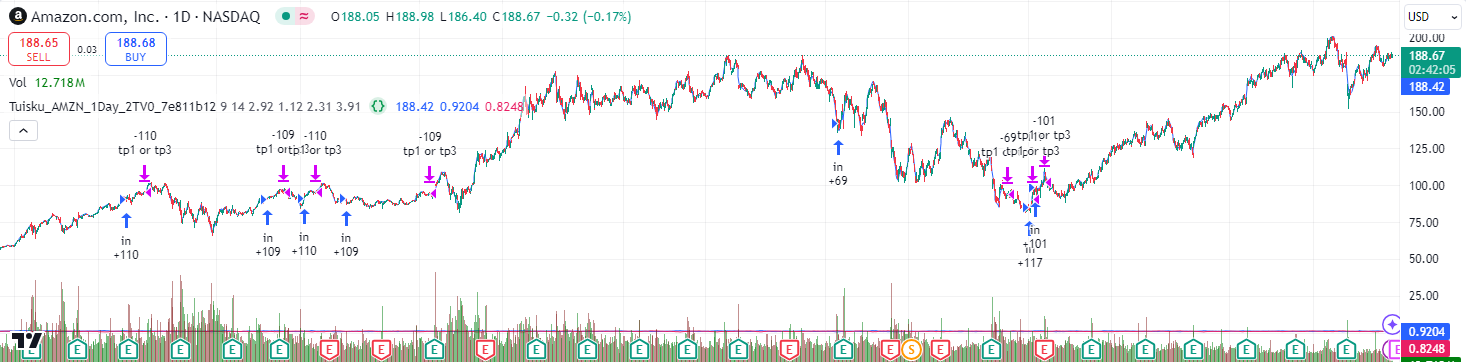 Amazon.com, Inc. · 1D · NASDAQ O188.05 H188.98 L186.40 C188.67 −0.32 (−0.17%)
USD
200.00
188.65
SELL
0.03
188.68
BUY
188.67
02:42:05
188.42
Vol 12.718M
Tuisku_AMZN_1Day_2TV0_7e811b12 9 14 2.92 1.12 2.31 3.91 188.42 0.9204 0.8248
150.00
-110
tp1 or tp3
-109
-110
tp1 or tp3
-109
tp1 or tp3
-69
-101
tp1 or tp3
100.00
75.00
50.00
25.00
in
+110
in
+109
in
+110
in
+109
in
+69
in
+101
+117
0.9204
0.8248
E E E E E E E E E E E E E E E E E S E E E E E E E E E E